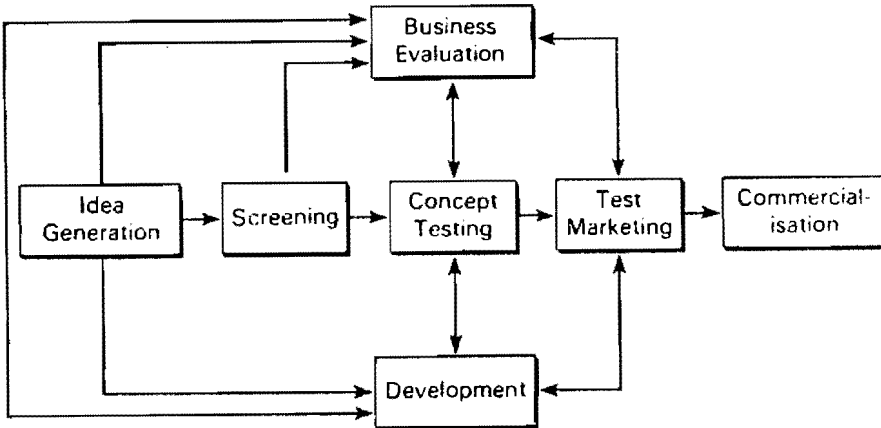 Business
Evaluation
Idea
Generation
Screening
Concept
Testing
Test
Marketing
Commercial-
isation
Development